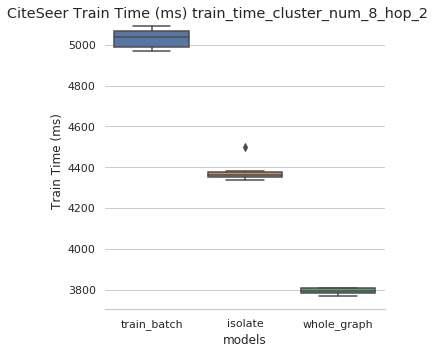 CiteSeer Train Time (ms) train_time_cluster_num_8_hop_2
5000
4800
4600
4400
4200
4000
3800
Train Time (ms)
train_batch isolate whole_graph
models